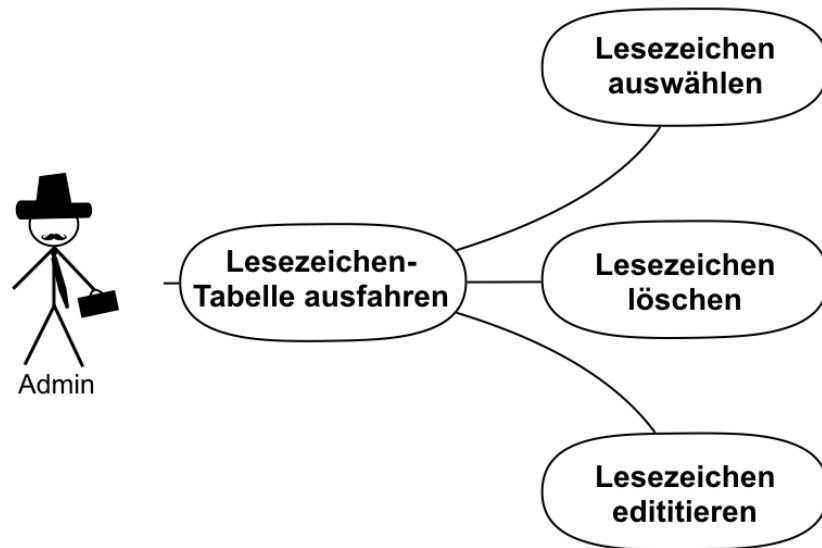 Lesezeichen
auswählen
Lesezeichen-
Tabelle ausfahren
Lesezeichen
löschen
Admin
Lesezeichen
edititieren